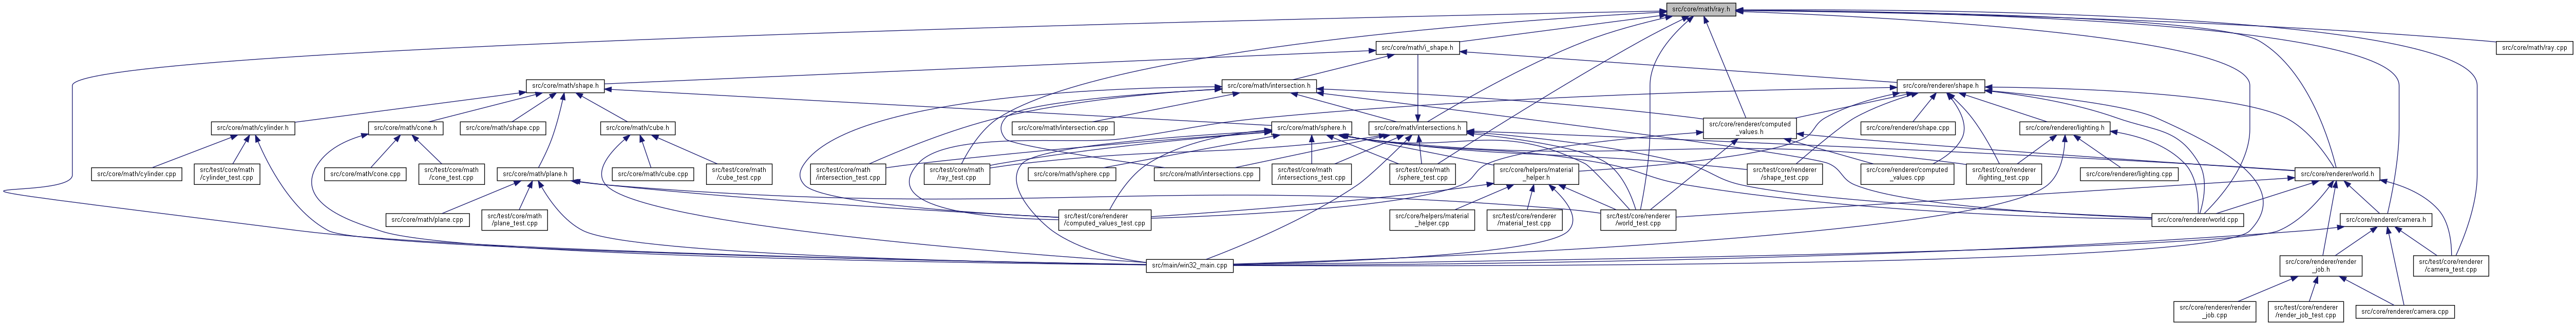 src/core/math/ray.h
src/core/math/i_shape.h
src/core/math/ray.cpp
src/core/math/shape.h
src/core/math/intersection.h
src/core/renderer/shape.h
src/core/math/cylinder.h
src/core/math/cone.h
src/core/math/shape.cpp
src/core/math/cube.h
src/core/math/intersection.cpp
src/core/math/sphere.h
src/core/math/intersections.h
src/core/renderer/computed
_values.h
src/core/renderer/shape.cpp
src/core/renderer/lighting.h
src/core/math/cylinder.cpp
src/test/core/math
/cylinder_test.cpp
src/core/math/cone.cpp
src/test/core/math
/cone_test.cpp
src/core/math/plane.h
src/core/math/cube.cpp
src/test/core/math
/cube_test.cpp
src/test/core/math
/intersection_test.cpp
src/test/core/math
/ray_test.cpp
src/core/math/sphere.cpp
src/core/math/intersections.cpp
src/test/core/math
/intersections_test.cpp
src/test/core/math
/sphere_test.cpp
src/core/helpers/material
_helper.h
src/test/core/renderer
/shape_test.cpp
src/core/renderer/computed
_values.cpp
src/test/core/renderer
/lighting_test.cpp
src/core/renderer/lighting.cpp
src/core/renderer/world.h
src/core/math/plane.cpp
src/test/core/math
/plane_test.cpp
src/test/core/renderer
/computed_values_test.cpp
src/core/helpers/material
_helper.cpp
src/test/core/renderer
/material_test.cpp
src/test/core/renderer
/world_test.cpp
src/core/renderer/world.cpp
src/core/renderer/camera.h
src/main/win32_main.cpp
src/core/renderer/render
_job.h
src/test/core/renderer
/camera_test.cpp
src/core/renderer/render
_job.cpp
src/test/core/renderer
/render_job_test.cpp
src/core/renderer/camera.cpp